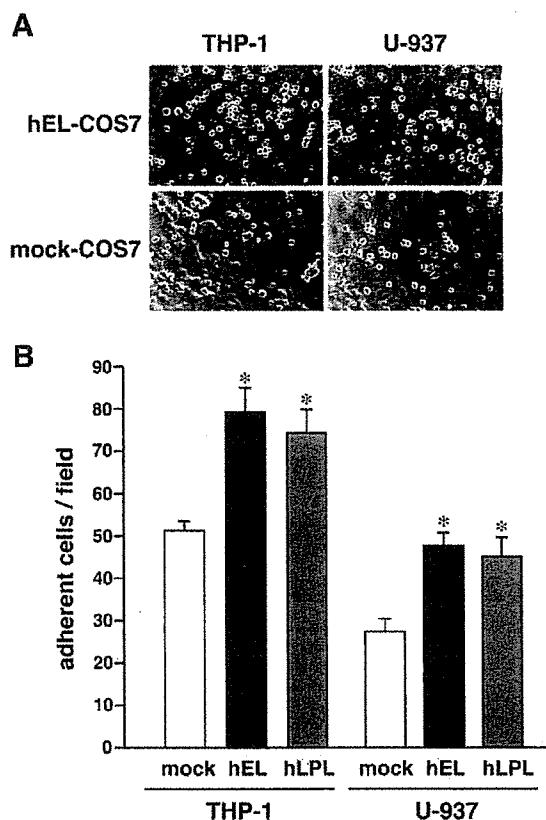 A
THP-1 U-937
hEL-COS7
mock-COS7
B
90
80
70
60
50
40
30
20
10
0
adherent cells / field
* * * *
mock hEL hLPL mock hEL hLPL
THP-1 U-937